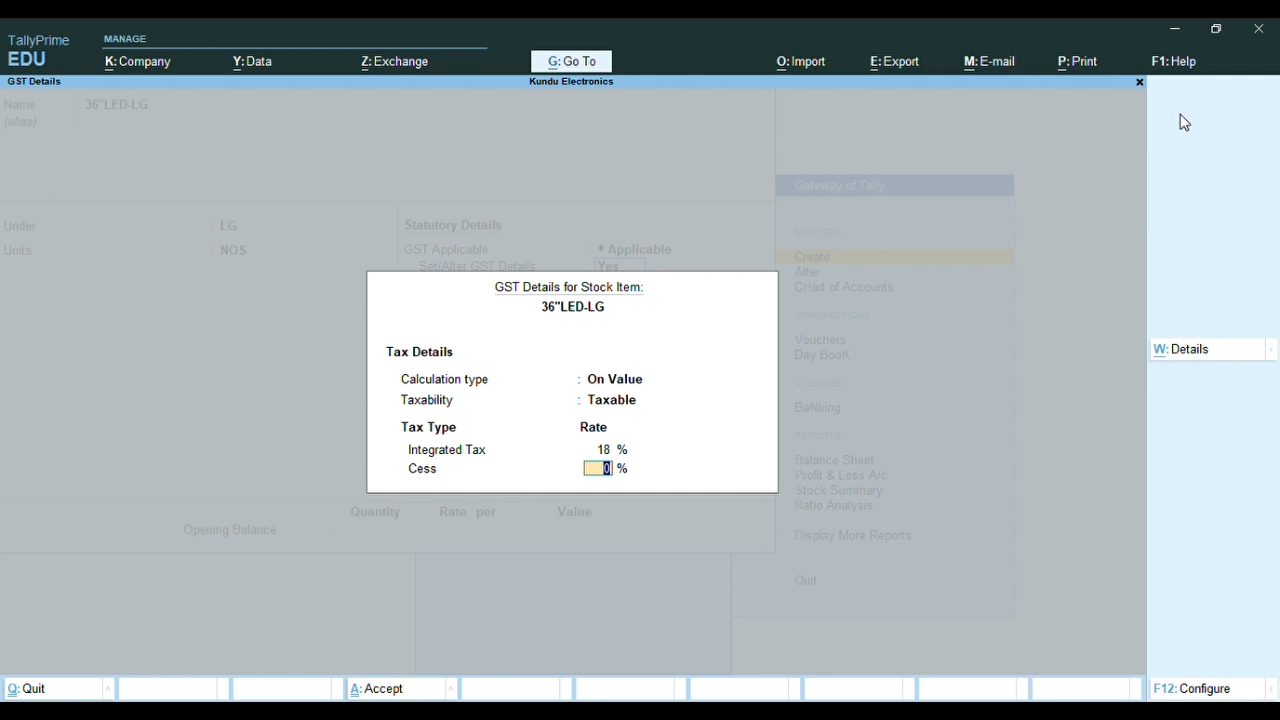 TallyPrime
EDU
MANAGE
K: Company
Y: Data
Z: Exchange
G: Go To
O: Import
E: Export
M: E-mail
P: Print
F1: Help
GST Details
Kundu Electronics
×
Name : 36"LED-LG
(alias) :
Under : LG
Units : NOS
Statutory Details
GST Applicable : ♦ Applicable
Set/Alter GST Details Yes
GST Details for Stock Item:
36"LED-LG
Tax Details
Calculation type : On Value
Taxability : Taxable
Tax Type Rate
Integrated Tax 18 %
Cess 0 %
Quantity Rate per Value
Opening Balance :
Gateway of Tally
MASTERS
Create
Alter
CHart of Accounts
TRANSACTIONS
Vouchers
Day BooK
UTILITIES
BaNking
REPORTS
Balance Sheet
Profit & Loss A/c
Stock Summary
Ratio Analysis
Display More Reports
Quit
W: Details
Q: Quit
A: Accept
F12: Configure